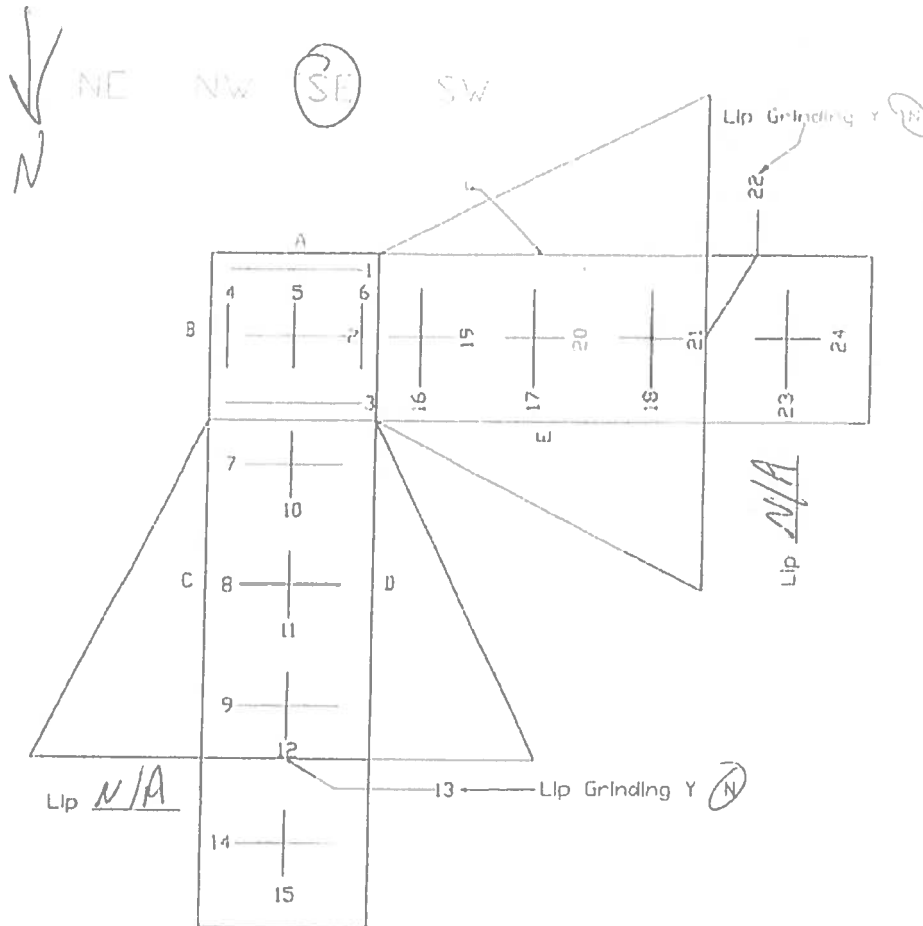 N
NE NW SE SW
Lip Grinding Y N
22
A
1
4 5 6
B
2 19 20 21 24
3 16 17 18 23
E
7
10
Lip N/A
C 8 D
11
9
12
Lip N/A
13 Lip Grinding Y N
14
15